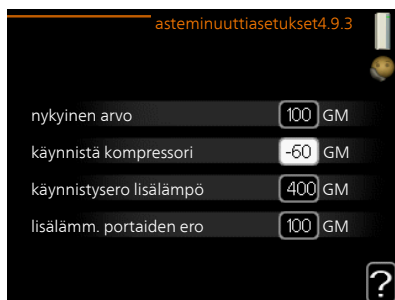 asteminuuttiasetukset4.9.3
nykyinen arvo 100 GM
käynnistä kompressori -60 GM
käynnistysero lisälämpö 400 GM
lisälämm. portaiden ero 100 GM
?